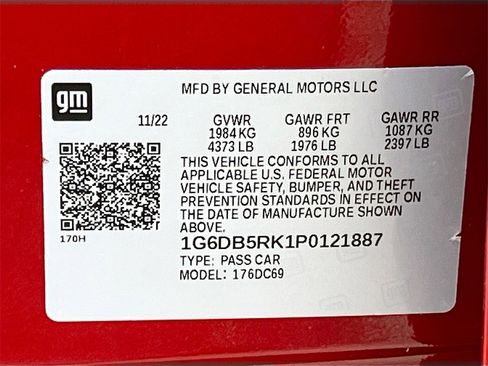 gm
MFD BY GENERAL MOTORS LLC
11/22 GVWR GAWR FRT GAWR RR
1984 KG 896 KG 1087 KG
4373 LB 1976 LB 2397 LB
THIS VEHICLE CONFORMS TO ALL
APPLICABLE U.S. FEDERAL MOTOR
VEHICLE SAFETY, BUMPER, AND THEFT
PREVENTION STANDARDS IN EFFECT ON
THE DATE OF MANUFACTURE SHOWN
ABOVE.
170H
1G6DB5RK1P0121887
TYPE: PASS CAR
MODEL: 176DC69